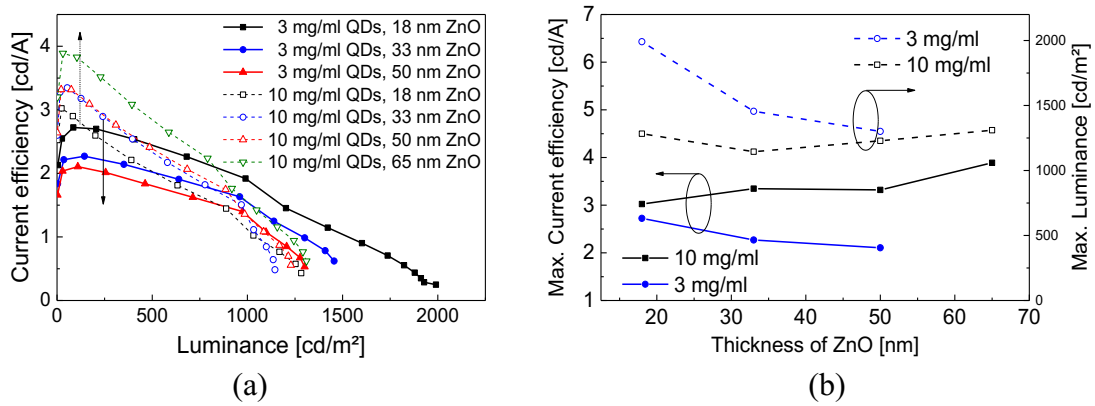 3 mg/ml QDs, 18 nm ZnO
3 mg/ml QDs, 33 nm ZnO
3 mg/ml QDs, 50 nm ZnO
10 mg/ml QDs, 18 nm ZnO
10 mg/ml QDs, 33 nm ZnO
10 mg/ml QDs, 50 nm ZnO
10 mg/ml QDs, 65 nm ZnO
4
3
2
1
0
Current efficiency [cd/A]
0 500 1000 1500 2000
Luminance [cd/m²]
(a)
7
6
5
4
3
2
1
Max. Current efficiency [cd/A]
3 mg/ml
10 mg/ml
10 mg/ml
3 mg/ml
2000
1500
1000
500
0
Max. Luminance [cd/m²]
20 30 40 50 60 70
Thickness of ZnO [nm]
(b)